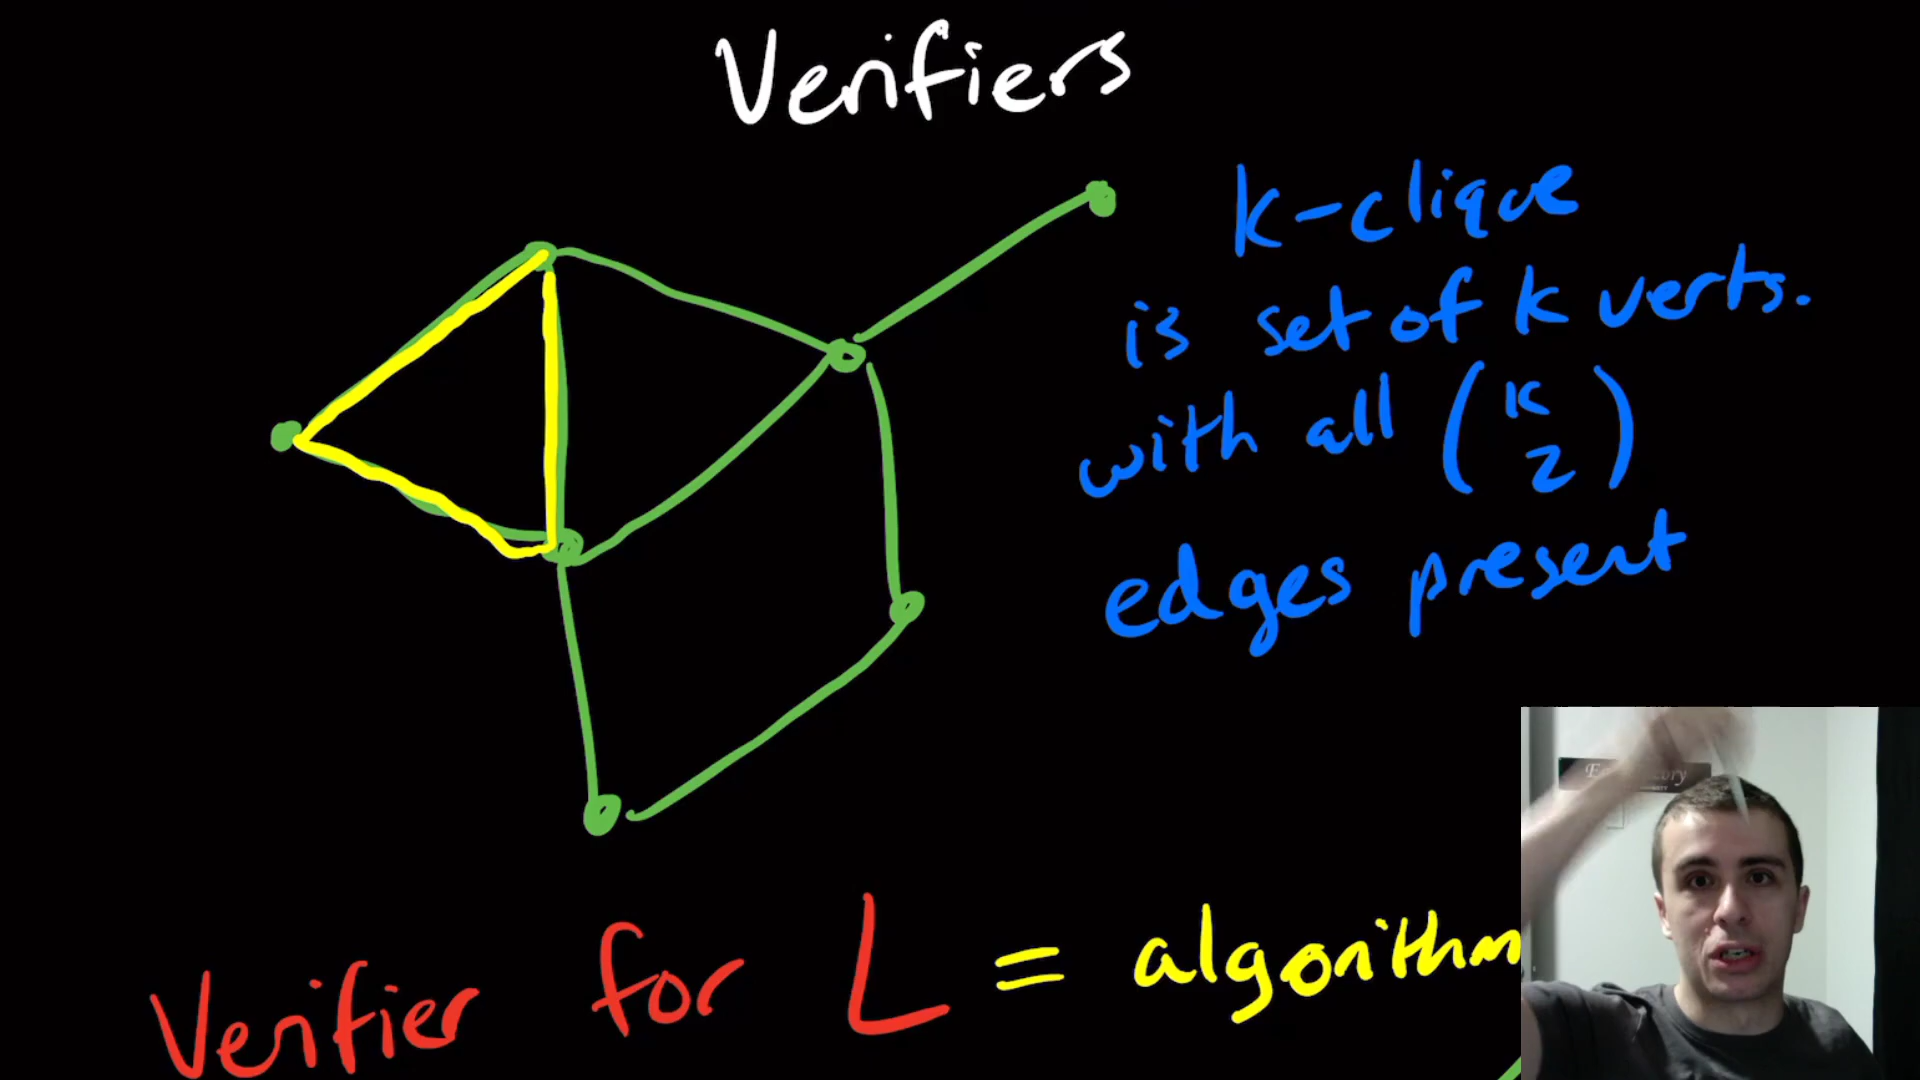 Verifiers
k-clique
is set of k verts.
with all (k 2)
edges present
Verifier for L = algorithm